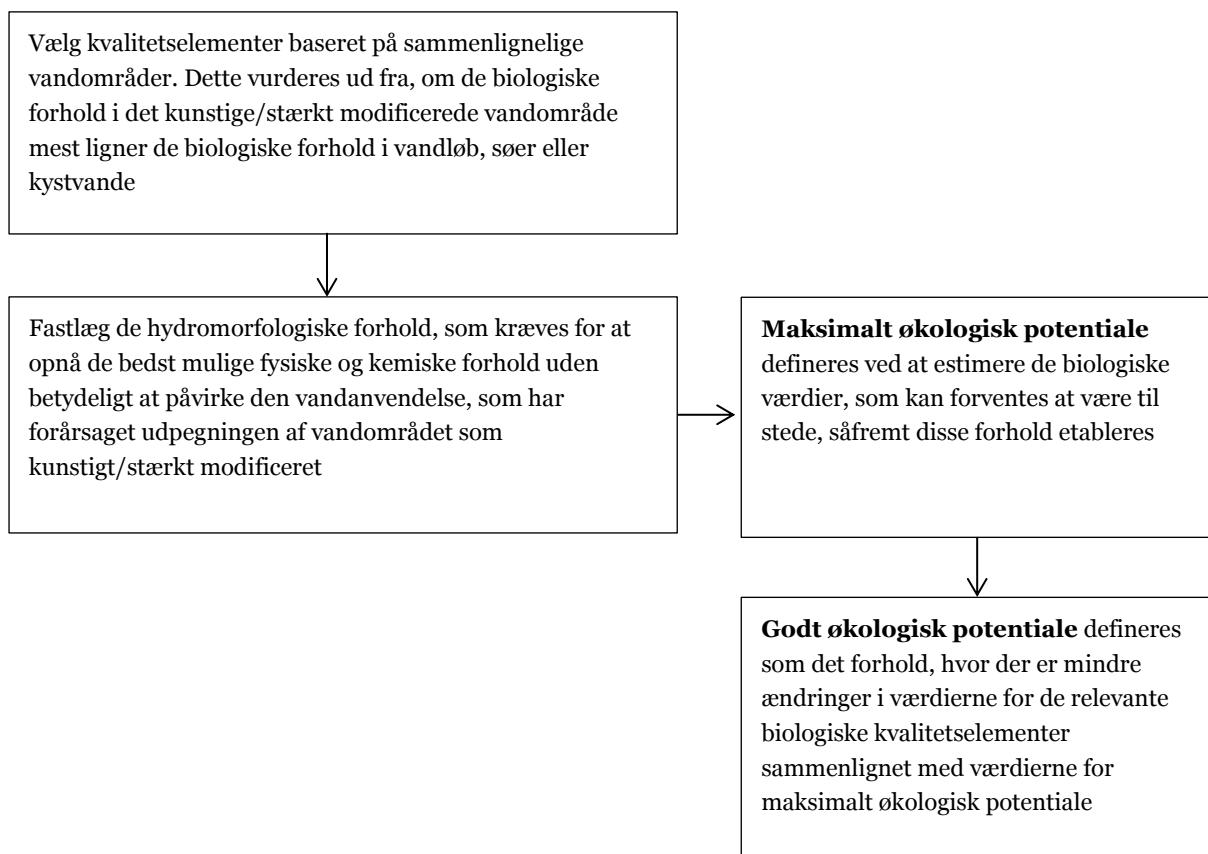 Vælg kvalitetselementer baseret på sammenlignelige
vandområder. Dette vurderes ud fra, om de biologiske
forhold i det kunstige/stærkt modificerede vandområde
mest ligner de biologiske forhold i vandløb, søer eller
kystvande
Fastlæg de hydromorfologiske forhold, som kræves for at
opnå de bedst mulige fysiske og kemiske forhold uden
betydeligt at påvirke den vandanvendelse, som har
forårsaget udpegningen af vandområdet som
kunstigt/stærkt modificeret
Maksimalt økologisk potentiale
defineres ved at estimere de biologiske
værdier, som kan forventes at være til
stede, såfremt disse forhold etableres
Godt økologisk potentiale defineres
som det forhold, hvor der er mindre
ændringer i værdierne for de relevante
biologiske kvalitetselementer
sammenlignet med værdierne for
maksimalt økologisk potentiale